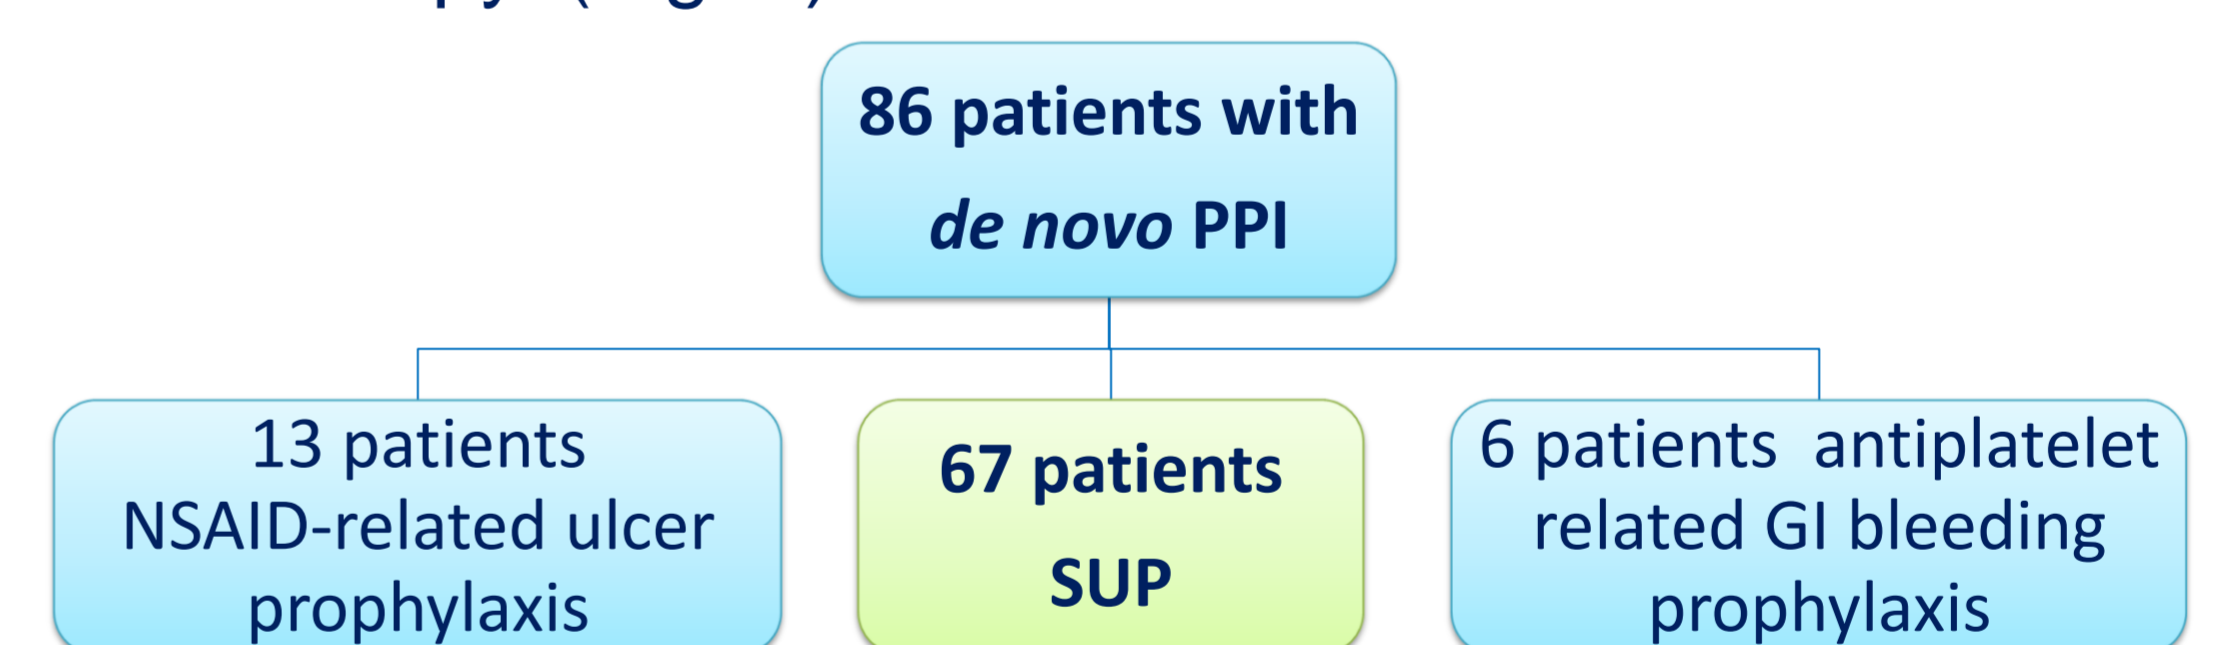 86 patients with
de novo PPI
13 patients
NSAID-related ulcer
prophylaxis
67 patients
SUP
6 patients  antiplatelet
related GI bleeding
prophylaxis